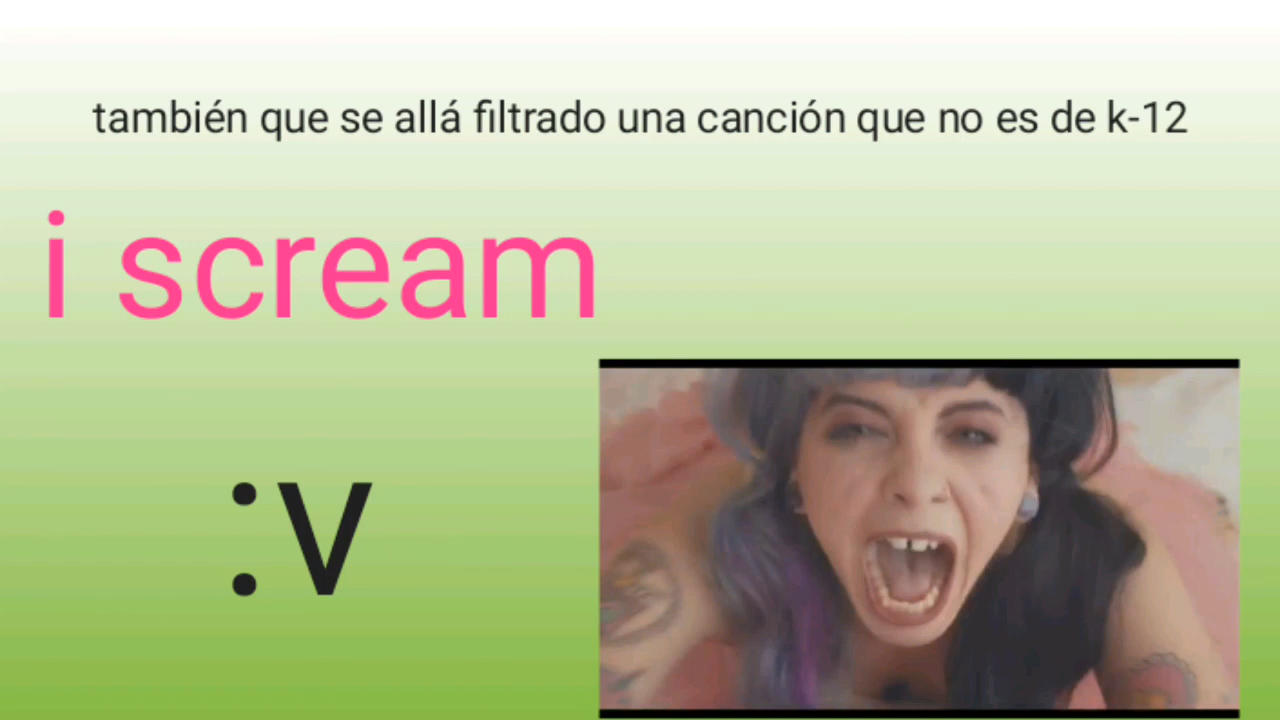 también que se allá filtrado una canción que no es de k-12
i scream
:v